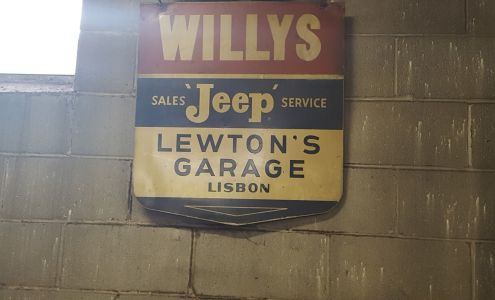 WILLYS
SALES 'Jeep' SERVICE
LEWTON'S
GARAGE
LISBON